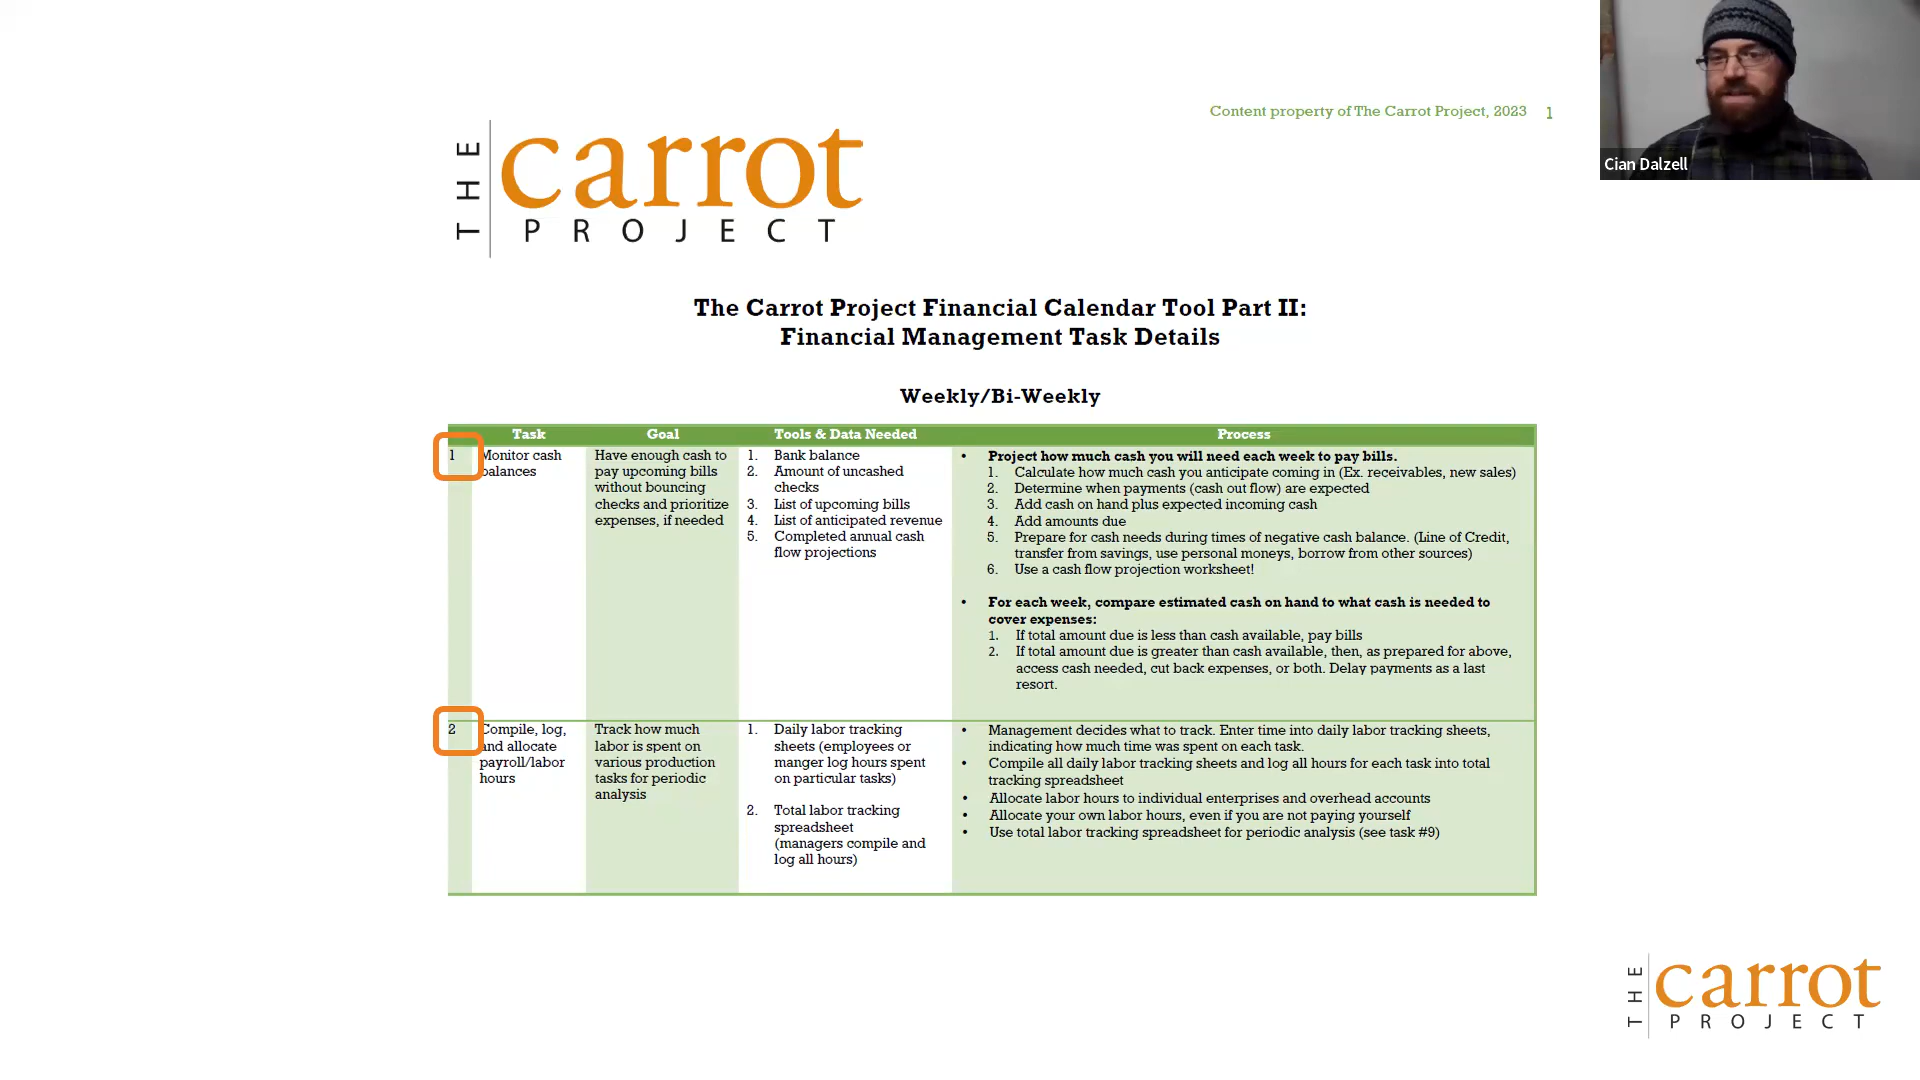 Content property of The Carrot Project, 2023 1
THE
carrot
PROJECT
Cian Dalzell
The Carrot Project Financial Calendar Tool Part II:
Financial Management Task Details
Weekly/Bi-Weekly
Task Goal Tools & Data Needed Process
1
Monitor cash
balances
Have enough cash to
pay upcoming bills
without bouncing
checks and prioritize
expenses, if needed
1. Bank balance
2. Amount of uncashed
checks
3. List of upcoming bills
4. List of anticipated revenue
5. Completed annual cash
flow projections
• Project how much cash you will need each week to pay bills.
1. Calculate how much cash you anticipate coming in (Ex. receivables, new sales)
2. Determine when payments (cash out flow) are expected
3. Add cash on hand plus expected incoming cash
4. Add amounts due
5. Prepare for cash needs during times of negative cash balance. (Line of Credit,
transfer from savings, use personal moneys, borrow from other sources)
6. Use a cash flow projection worksheet!
• For each week, compare estimated cash on hand to what cash is needed to
cover expenses:
1. If total amount due is less than cash available, pay bills
2. If total amount due is greater than cash available, then, as prepared for above,
access cash needed, cut back expenses, or both. Delay payments as a last
resort.
2
Compile, log,
and allocate
payroll/labor
hours
Track how much
labor is spent on
various production
tasks for periodic
analysis
1. Daily labor tracking
sheets (employees or
manger log hours spent
on particular tasks)
2. Total labor tracking
spreadsheet
(managers compile and
log all hours)
• Management decides what to track. Enter time into daily labor tracking sheets,
indicating how much time was spent on each task.
• Compile all daily labor tracking sheets and log all hours for each task into total
tracking spreadsheet
• Allocate labor hours to individual enterprises and overhead accounts
• Allocate your own labor hours, even if you are not paying yourself
• Use total labor tracking spreadsheet for periodic analysis (see task #9)
THE
carrot
PROJECT